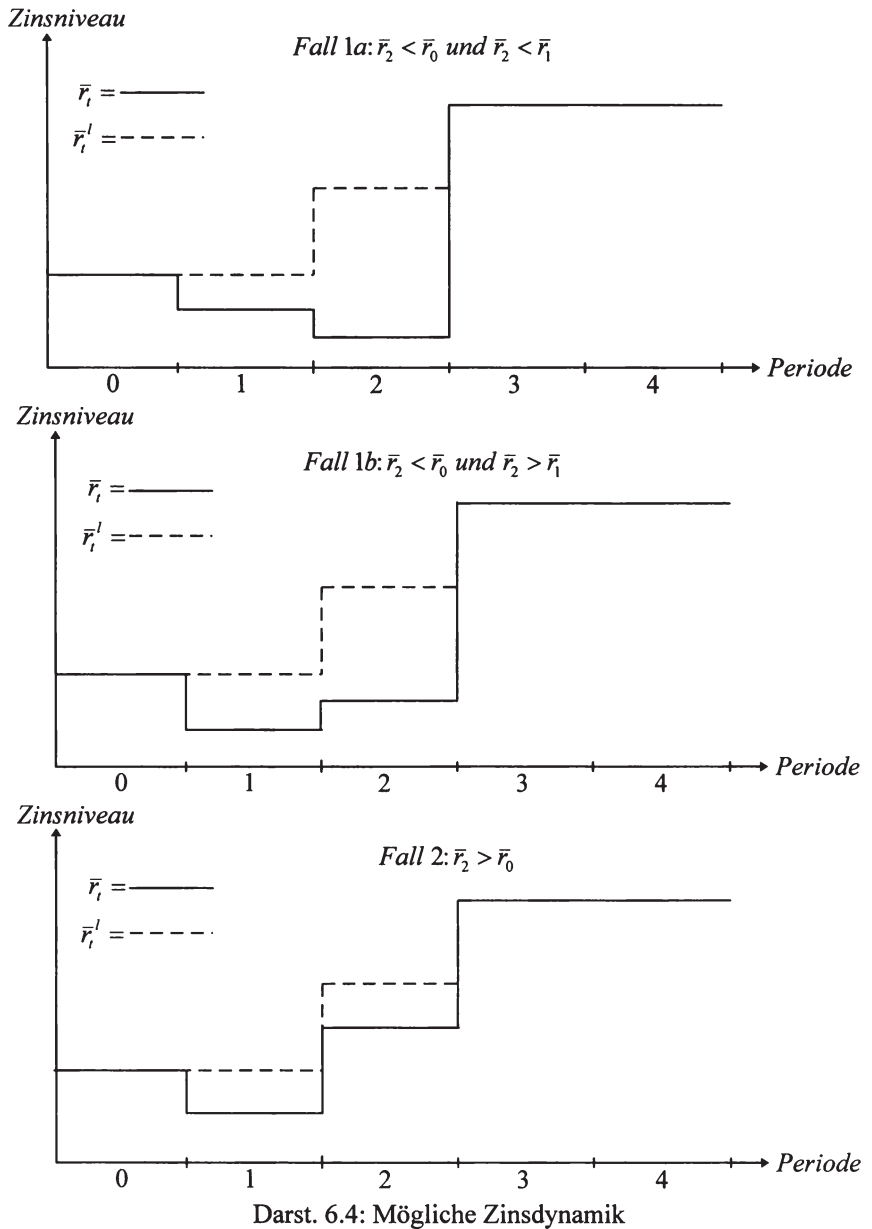 Zinsniveau
Fall 1a: r̄₂ < r̄₀ und r̄₂ < r̄₁
r̄ₜ =
r̄ₜˡ =
0 1 2 3 4 Periode
Zinsniveau
Fall 1b: r̄₂ < r̄₀ und r̄₂ > r̄₁
r̄ₜ =
r̄ₜˡ =
0 1 2 3 4 Periode
Zinsniveau
Fall 2: r̄₂ > r̄₀
r̄ₜ =
r̄ₜˡ =
0 1 2 3 4 Periode
Darst. 6.4: Mögliche Zinsdynamik